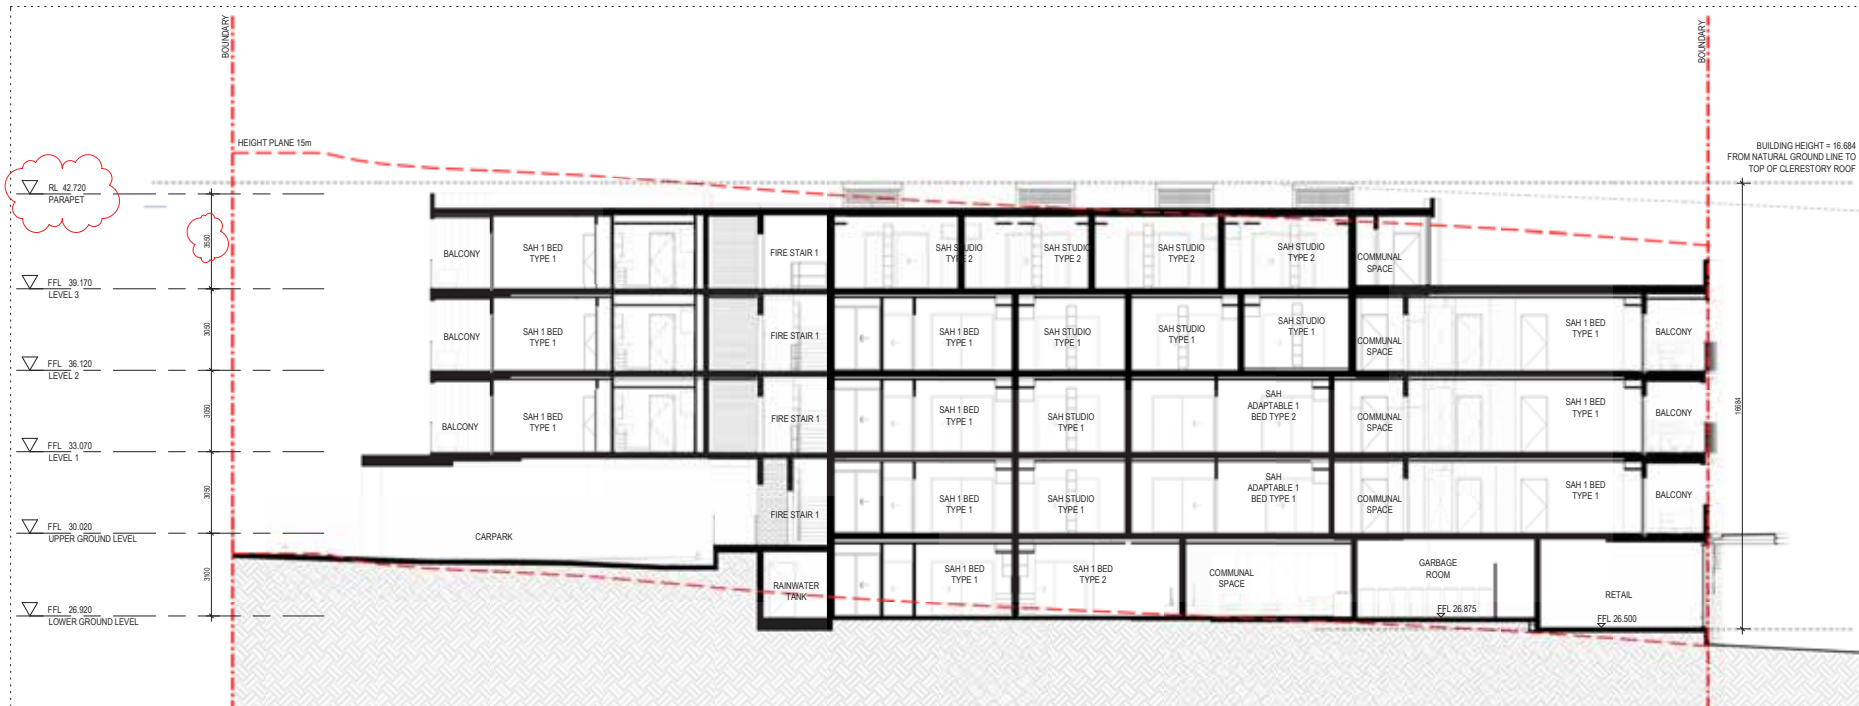 BOUNDARY
BOUNDARY
HEIGHT PLANE 15m
BUILDING HEIGHT = 16.684
FROM NATURAL GROUND LINE TO
TOP OF CLERESTORY ROOF
RL 42.720
PARAPET
3550
BALCONY
SAH 1 BED
TYPE 1
FIRE STAIR 1
SAH STUDIO
TYPE 2
SAH STUDIO
TYPE 2
SAH STUDIO
TYPE 2
SAH STUDIO
TYPE 2
COMMUNAL
SPACE
FFL 39.170
LEVEL 3
3050
BALCONY
SAH 1 BED
TYPE 1
FIRE STAIR 1
SAH 1 BED
TYPE 1
SAH STUDIO
TYPE 1
SAH STUDIO
TYPE 1
SAH STUDIO
TYPE 1
COMMUNAL
SPACE
SAH 1 BED
TYPE 1
BALCONY
FFL 36.120
LEVEL 2
3050
BALCONY
SAH 1 BED
TYPE 1
FIRE STAIR 1
SAH 1 BED
TYPE 1
SAH STUDIO
TYPE 1
SAH
ADAPTABLE 1
BED TYPE 2
COMMUNAL
SPACE
SAH 1 BED
TYPE 1
BALCONY
16684
FFL 33.070
LEVEL 1
3050
FIRE STAIR 1
SAH 1 BED
TYPE 1
SAH STUDIO
TYPE 1
SAH
ADAPTABLE 1
BED TYPE 1
COMMUNAL
SPACE
SAH 1 BED
TYPE 1
BALCONY
FFL 30.020
UPPER GROUND LEVEL
CARPARK
3100
RAINWATER
TANK
SAH 1 BED
TYPE 1
SAH 1 BED
TYPE 2
COMMUNAL
SPACE
GARBAGE
ROOM
RETAIL
FFL 26.920
LOWER GROUND LEVEL
FFL 26.875
FFL 26.500